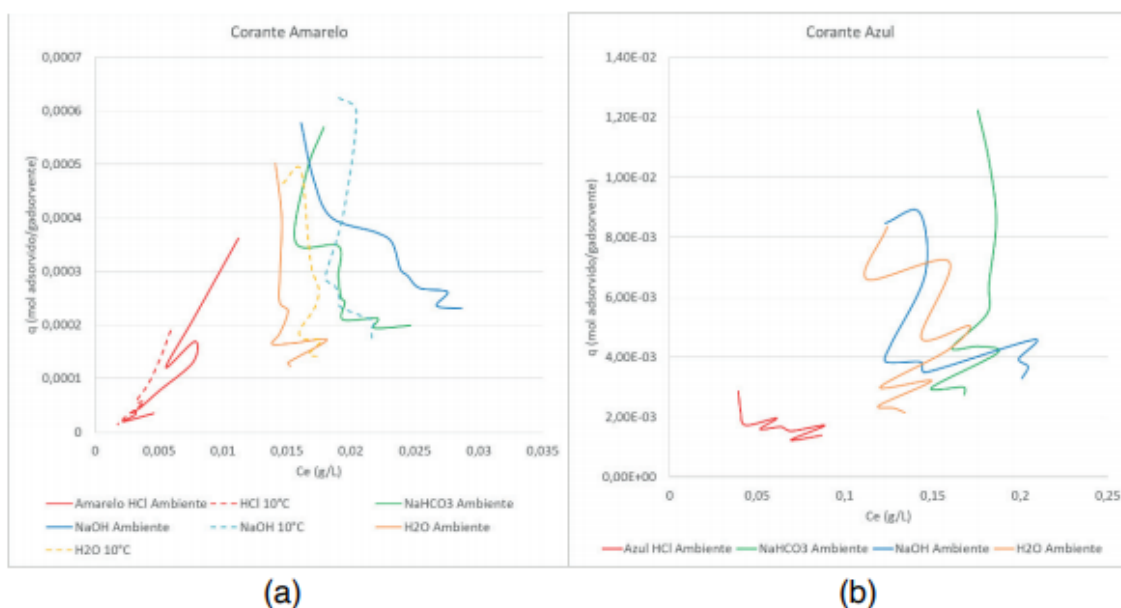 Corante Amarelo
q (mol adsorvido/gadsorvente)
0,0007
0,0006
0,0005
0,0004
0,0003
0,0002
0,0001
0
0 0,005 0,01 0,015 0,02 0,025 0,03 0,035
Ce (g/L)
Amarelo HCl Ambiente HCl 10°C NaHCO3 Ambiente
NaOH Ambiente NaOH 10°C H2O Ambiente
H2O 10°C
(a)
Corante Azul
q (mol adsorvido/gadsorvente)
1,40E-02
1,20E-02
1,00E-02
8,00E-03
6,00E-03
4,00E-03
2,00E-03
0,00E+00
0 0,05 0,1 0,15 0,2 0,25
Ce (g/L)
Azul HCl Ambiente NaHCO3 Ambiente NaOH Ambiente H2O Ambiente
(b)